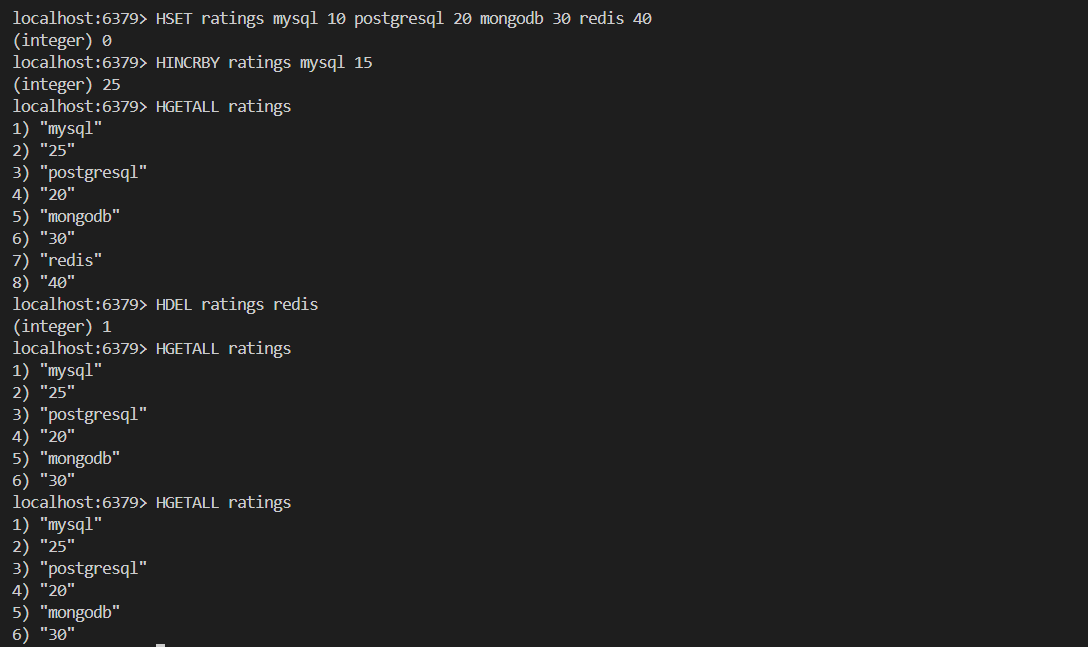 localhost:6379> HSET ratings mysql 10 postgresql 20 mongodb 30 redis 40
(integer) 0
localhost:6379> HINCRBY ratings mysql 15
(integer) 25
localhost:6379> HGETALL ratings
1) "mysql"
2) "25"
3) "postgresql"
4) "20"
5) "mongodb"
6) "30"
7) "redis"
8) "40"
localhost:6379> HDEL ratings redis
(integer) 1
localhost:6379> HGETALL ratings
1) "mysql"
2) "25"
3) "postgresql"
4) "20"
5) "mongodb"
6) "30"
localhost:6379> HGETALL ratings
1) "mysql"
2) "25"
3) "postgresql"
4) "20"
5) "mongodb"
6) "30"